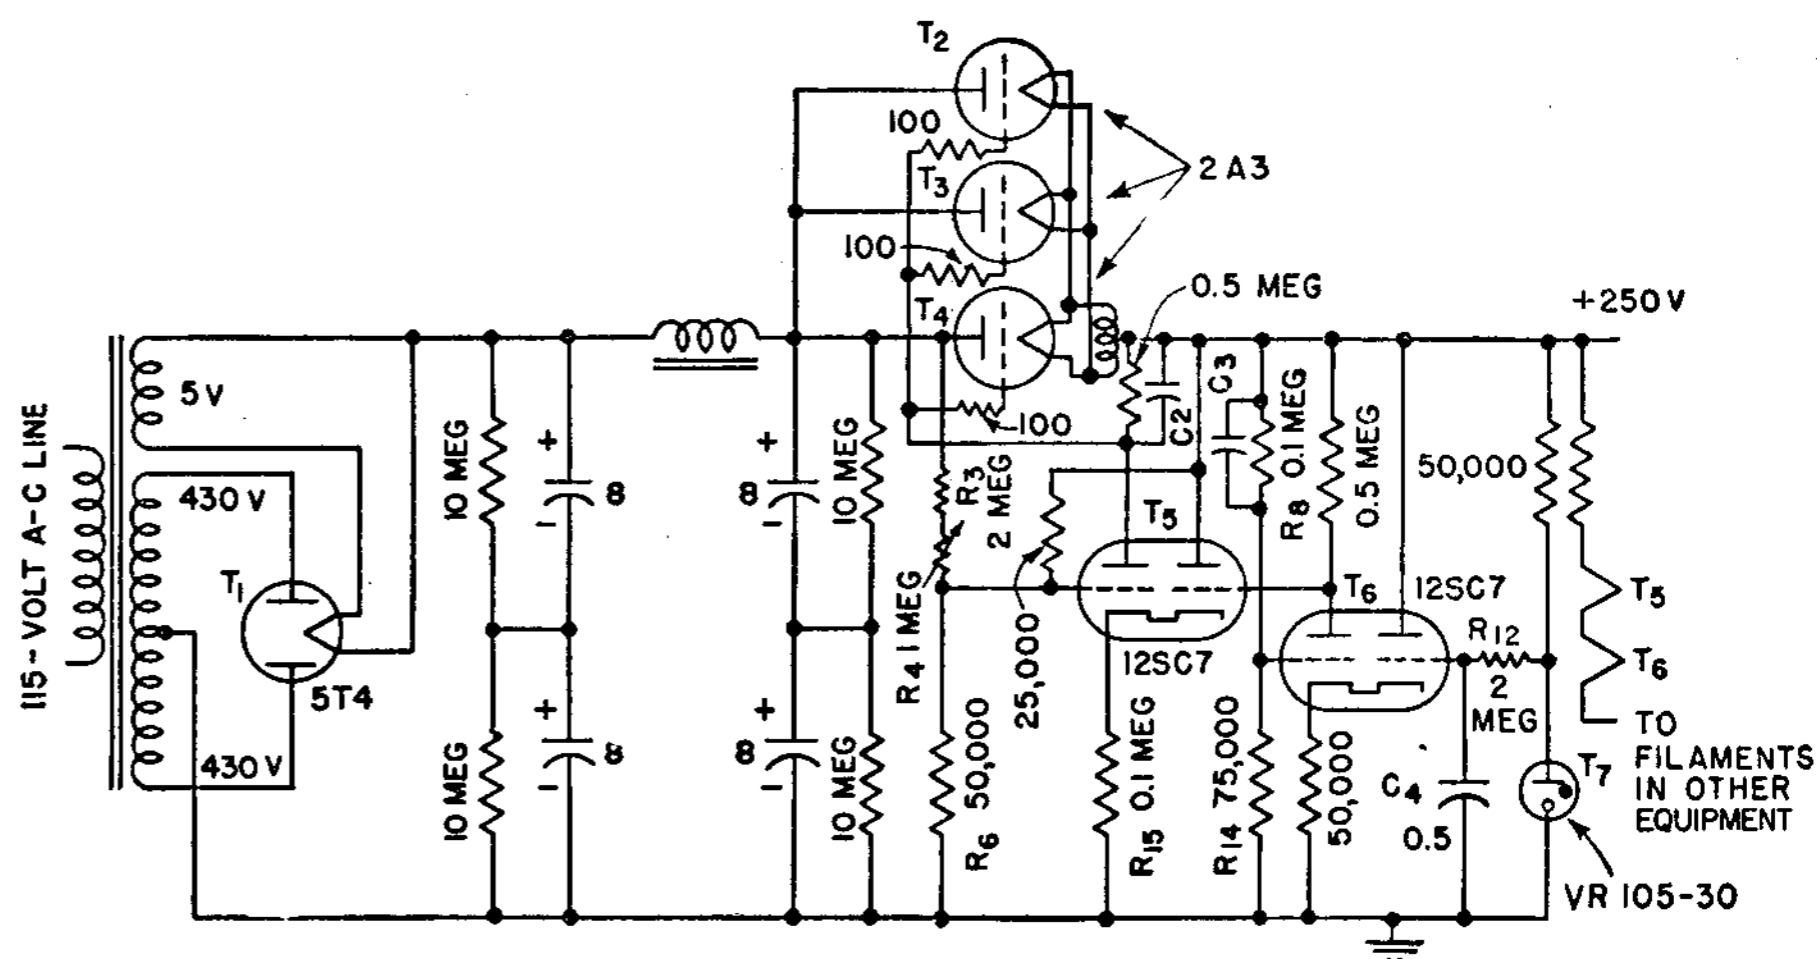 T2
100
2 A3
T3
100
0.5 MEG
+250 V
T4
5 V
100
C2
C3
0.1 MEG
R8
0.5 MEG
50,000
115-VOLT A-C LINE
430 V
T1
5T4
430 V
10 MEG
+
8
-
+
8
-
10 MEG
R3
2 MEG
T5
12SC7
R4 1 MEG
25,000
T6
12SC7
R12
2
MEG
T5
T6
TO
FILAMENTS
IN OTHER
EQUIPMENT
10 MEG
+
8
-
+
8
-
10 MEG
R6 50,000
R15 0.1 MEG
R14 75,000
50,000
C4
0.5
T7
VR 105-30